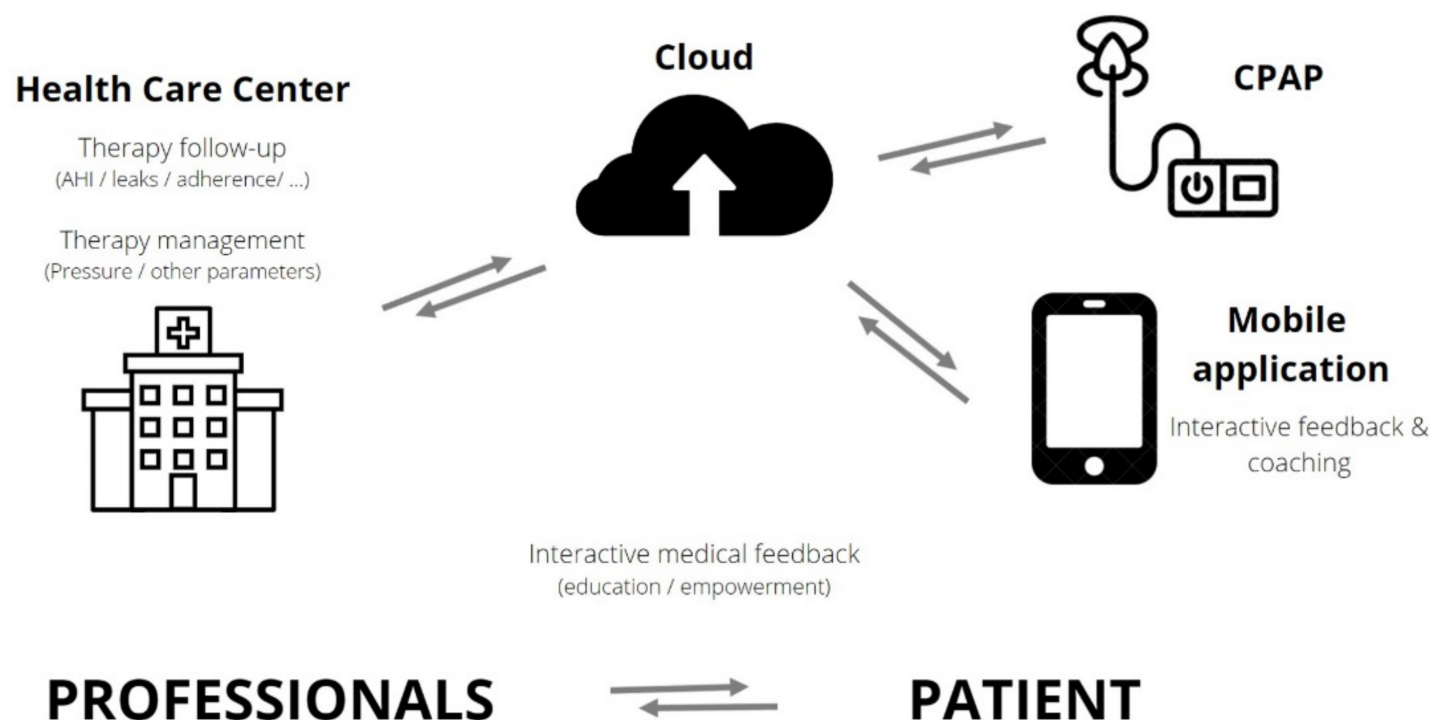 Health Care Center
Therapy follow-up
(AHI / leaks / adherence/ ...)
Therapy management
(Pressure / other parameters)
Cloud
CPAP
Mobile
application
Interactive feedback &
coaching
Interactive medical feedback
(education / empowerment)
PROFESSIONALS
PATIENT